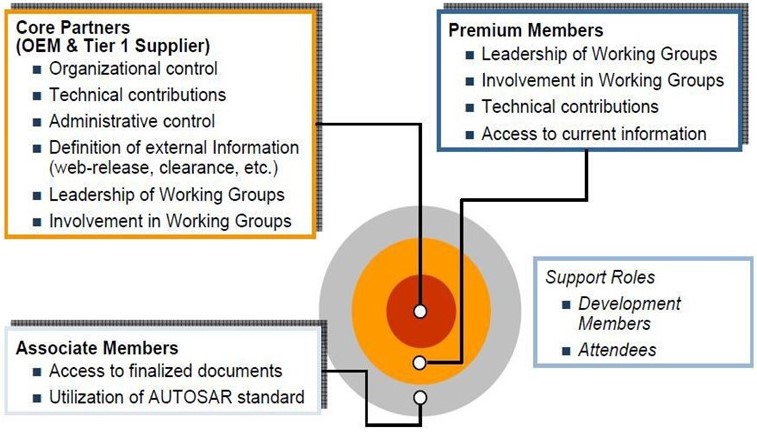 Core Partners
(OEM & Tier 1 Supplier)
Organizational control
Technical contributions
Administrative control
Definition of external Information
(web-release, clearance, etc.)
Leadership of Working Groups
Involvement in Working Groups
Premium Members
Leadership of Working Groups
Involvement in Working Groups
Technical contributions
Access to current information
Support Roles
Development
Members
Attendees
Associate Members
Access to finalized documents
Utilization of AUTOSAR standard